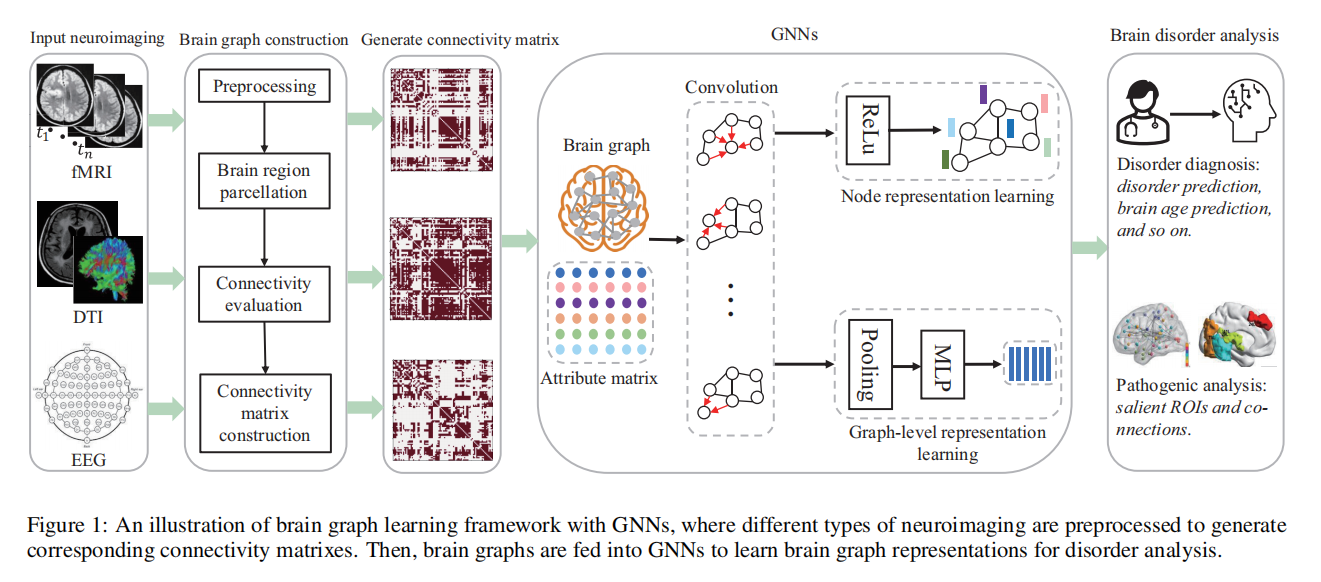 Input neuroimaging
Brain graph construction
Generate connectivity matrix
GNNs
Brain disorder analysis
t1
tn
fMRI
DTI
EEG
Preprocessing
Brain region
parcellation
Connectivity
evaluation
Connectivity
matrix
construction
Brain graph
Attribute matrix
Convolution
ReLu
Node representation learning
Pooling
MLP
Graph-level representation
learning
Disorder diagnosis:
disorder prediction,
brain age prediction,
and so on.
Pathogenic analysis:
salient ROIs and co-
nnections.
Figure 1: An illustration of brain graph learning framework with GNNs, where different types of neuroimaging are preprocessed to generate
corresponding connectivity matrixes. Then, brain graphs are fed into GNNs to learn brain graph representations for disorder analysis.